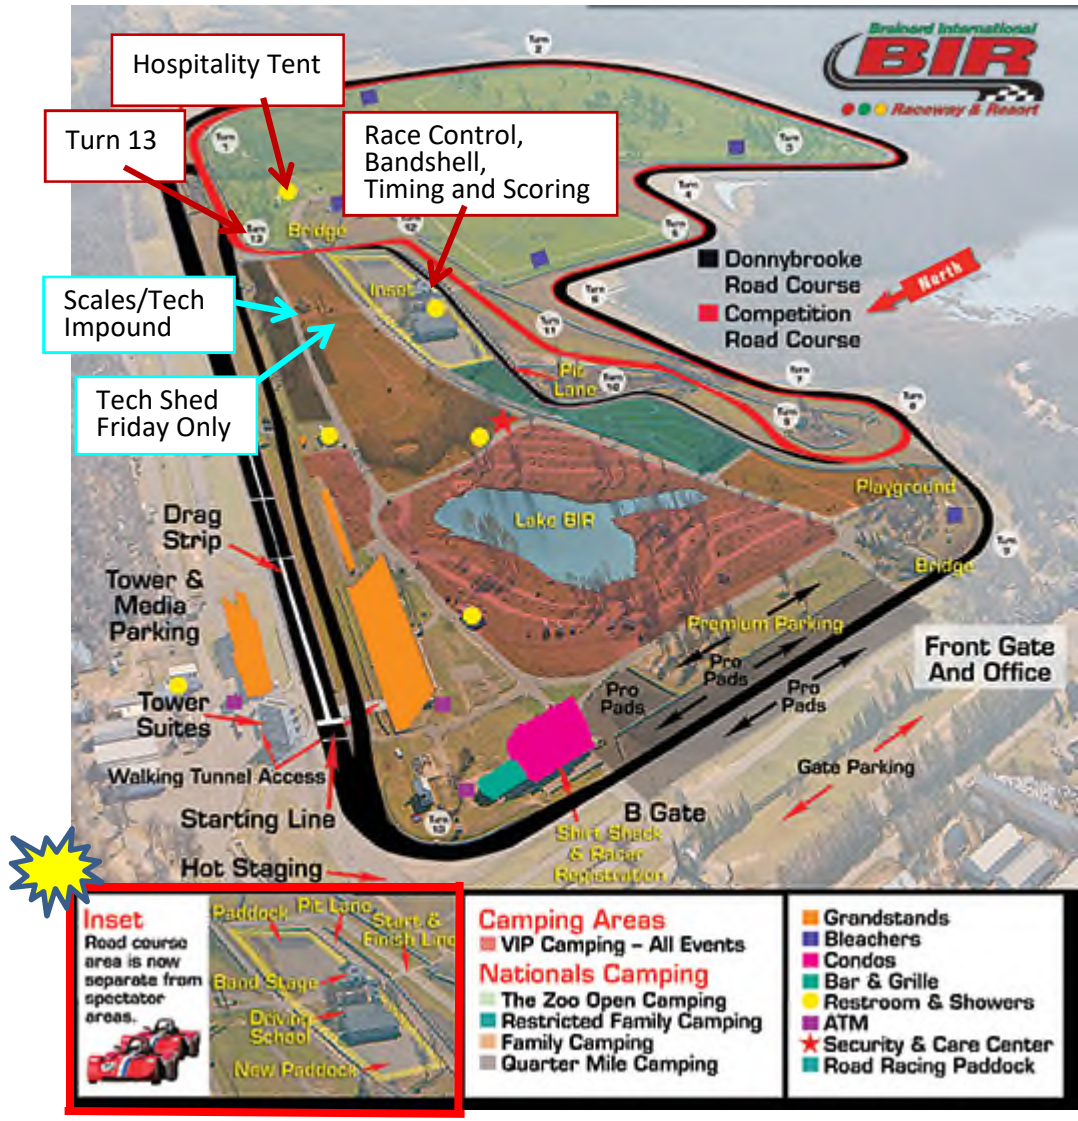 Hospitality Tent
Turn 13
Race Control,
Bandshell,
Timing and Scoring
Scales/Tech
Impound
Tech Shed
Friday Only
Brainerd International
BIR
Raceway & Resort
Turn
2
Turn
1
Turn
3
Turn
4
Turn
12
Turn
13
Bridge
Inset
Turn
6
Turn
11
Donnybrooke
Road Course
Competition
Road Course
North
Pit
Lane
Turn
10
Turn
7
Turn
8
Playground
Lake BIR
Bridge
Drag
Strip
Tower &
Media
Parking
Premium Parking
Front Gate
And Office
Pro
Pads
Pro
Pads
Pro
Pads
Tower
Suites
Walking Tunnel Access
Gate Parking
Starting Line
B Gate
Shirt Shack
& Racer
Registration
Hot Staging
Inset
Road course
area is now
separate from
spectator
areas.
Paddock
Pit Lane
Start &
Finish Line
Band Stage
Driving
School
New Paddock
Camping Areas
VIP Camping – All Events
Nationals Camping
The Zoo Open Camping
Restricted Family Camping
Family Camping
Quarter Mile Camping
Grandstands
Bleachers
Condos
Bar & Grille
Restroom & Showers
ATM
Security & Care Center
Road Racing Paddock